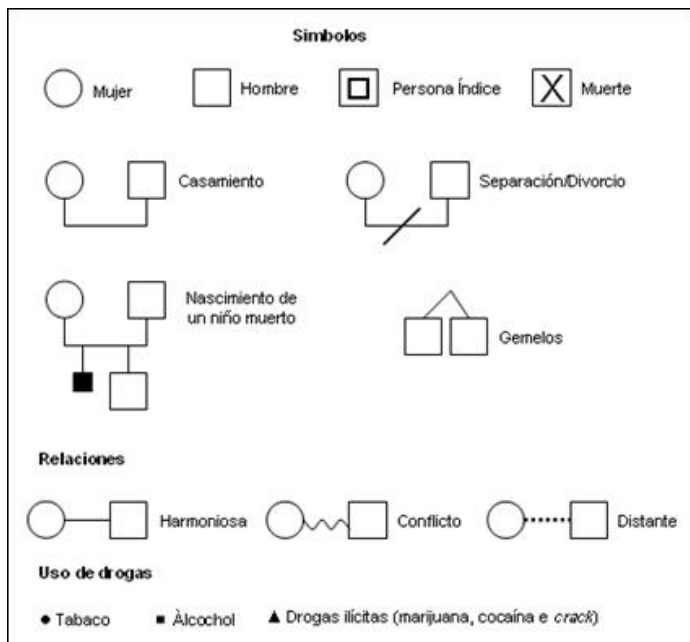 Simbolos
Mujer
Hombre
Persona Índice
Muerte
Casamiento
Separación/Divorcio
Nascimiento de
un niño muerto
Gemelos
Relaciones
Harmoniosa
Conflicto
Distante
Uso de drogas
Tabaco
Àlcochol
Drogas ilícitas (marijuana, cocaína e crack)